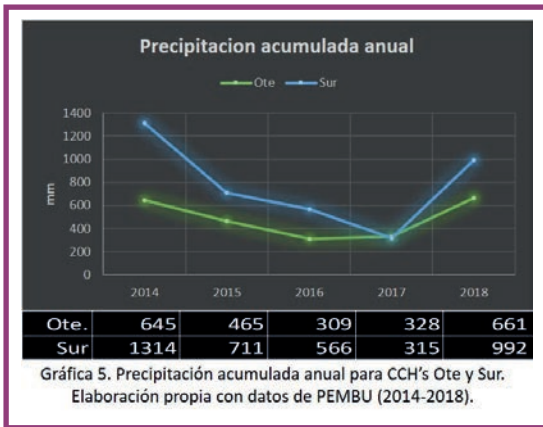 Precipitacion acumulada anual
Ote Sur
1400
1200
1000
800
600
400
200
0
mm
2014 2015 2016 2017 2018
Ote. 645 465 309 328 661
Sur 1314 711 566 315 992
Gráfica 5. Precipitación acumulada anual para CCH's Ote y Sur.
Elaboración propia con datos de PEMBU (2014-2018).